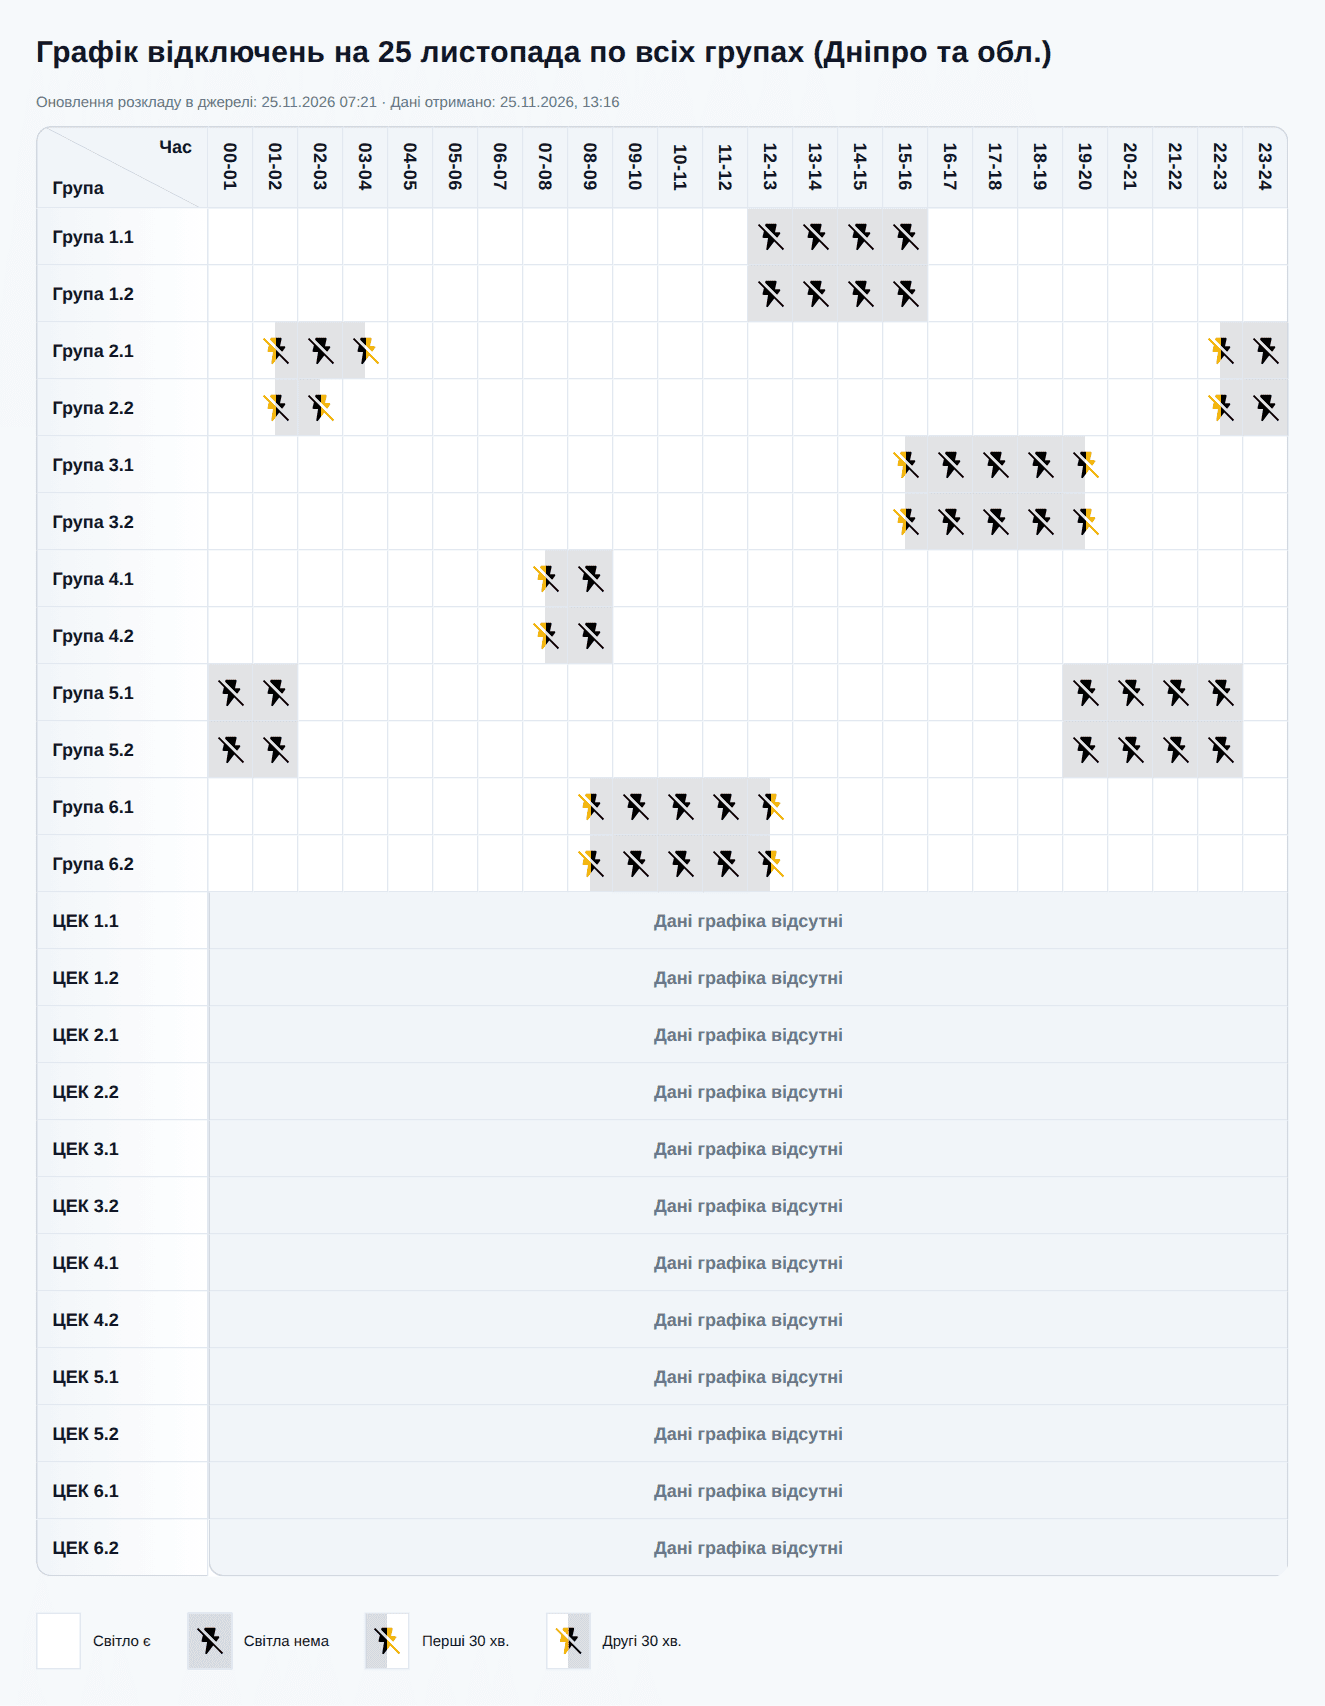 Графік відключень на 25 листопада по всіх групах (Дніпро та обл.)
Оновлення розкладу в джерелі: 25.11.2026 07:21 · Дані отримано: 25.11.2026, 13:16
Час
Група
00-01 01-02 02-03 03-04 04-05 05-06 06-07 07-08 08-09 09-10 10-11 11-12 12-13 13-14 14-15 15-16 16-17 17-18 18-19 19-20 20-21 21-22 22-23 23-24
Група 1.1
Група 1.2
Група 2.1
Група 2.2
Група 3.1
Група 3.2
Група 4.1
Група 4.2
Група 5.1
Група 5.2
Група 6.1
Група 6.2
ЦЕК 1.1 Дані графіка відсутні
ЦЕК 1.2 Дані графіка відсутні
ЦЕК 2.1 Дані графіка відсутні
ЦЕК 2.2 Дані графіка відсутні
ЦЕК 3.1 Дані графіка відсутні
ЦЕК 3.2 Дані графіка відсутні
ЦЕК 4.1 Дані графіка відсутні
ЦЕК 4.2 Дані графіка відсутні
ЦЕК 5.1 Дані графіка відсутні
ЦЕК 5.2 Дані графіка відсутні
ЦЕК 6.1 Дані графіка відсутні
ЦЕК 6.2 Дані графіка відсутні
Світло є Світла нема Перші 30 хв. Другі 30 хв.